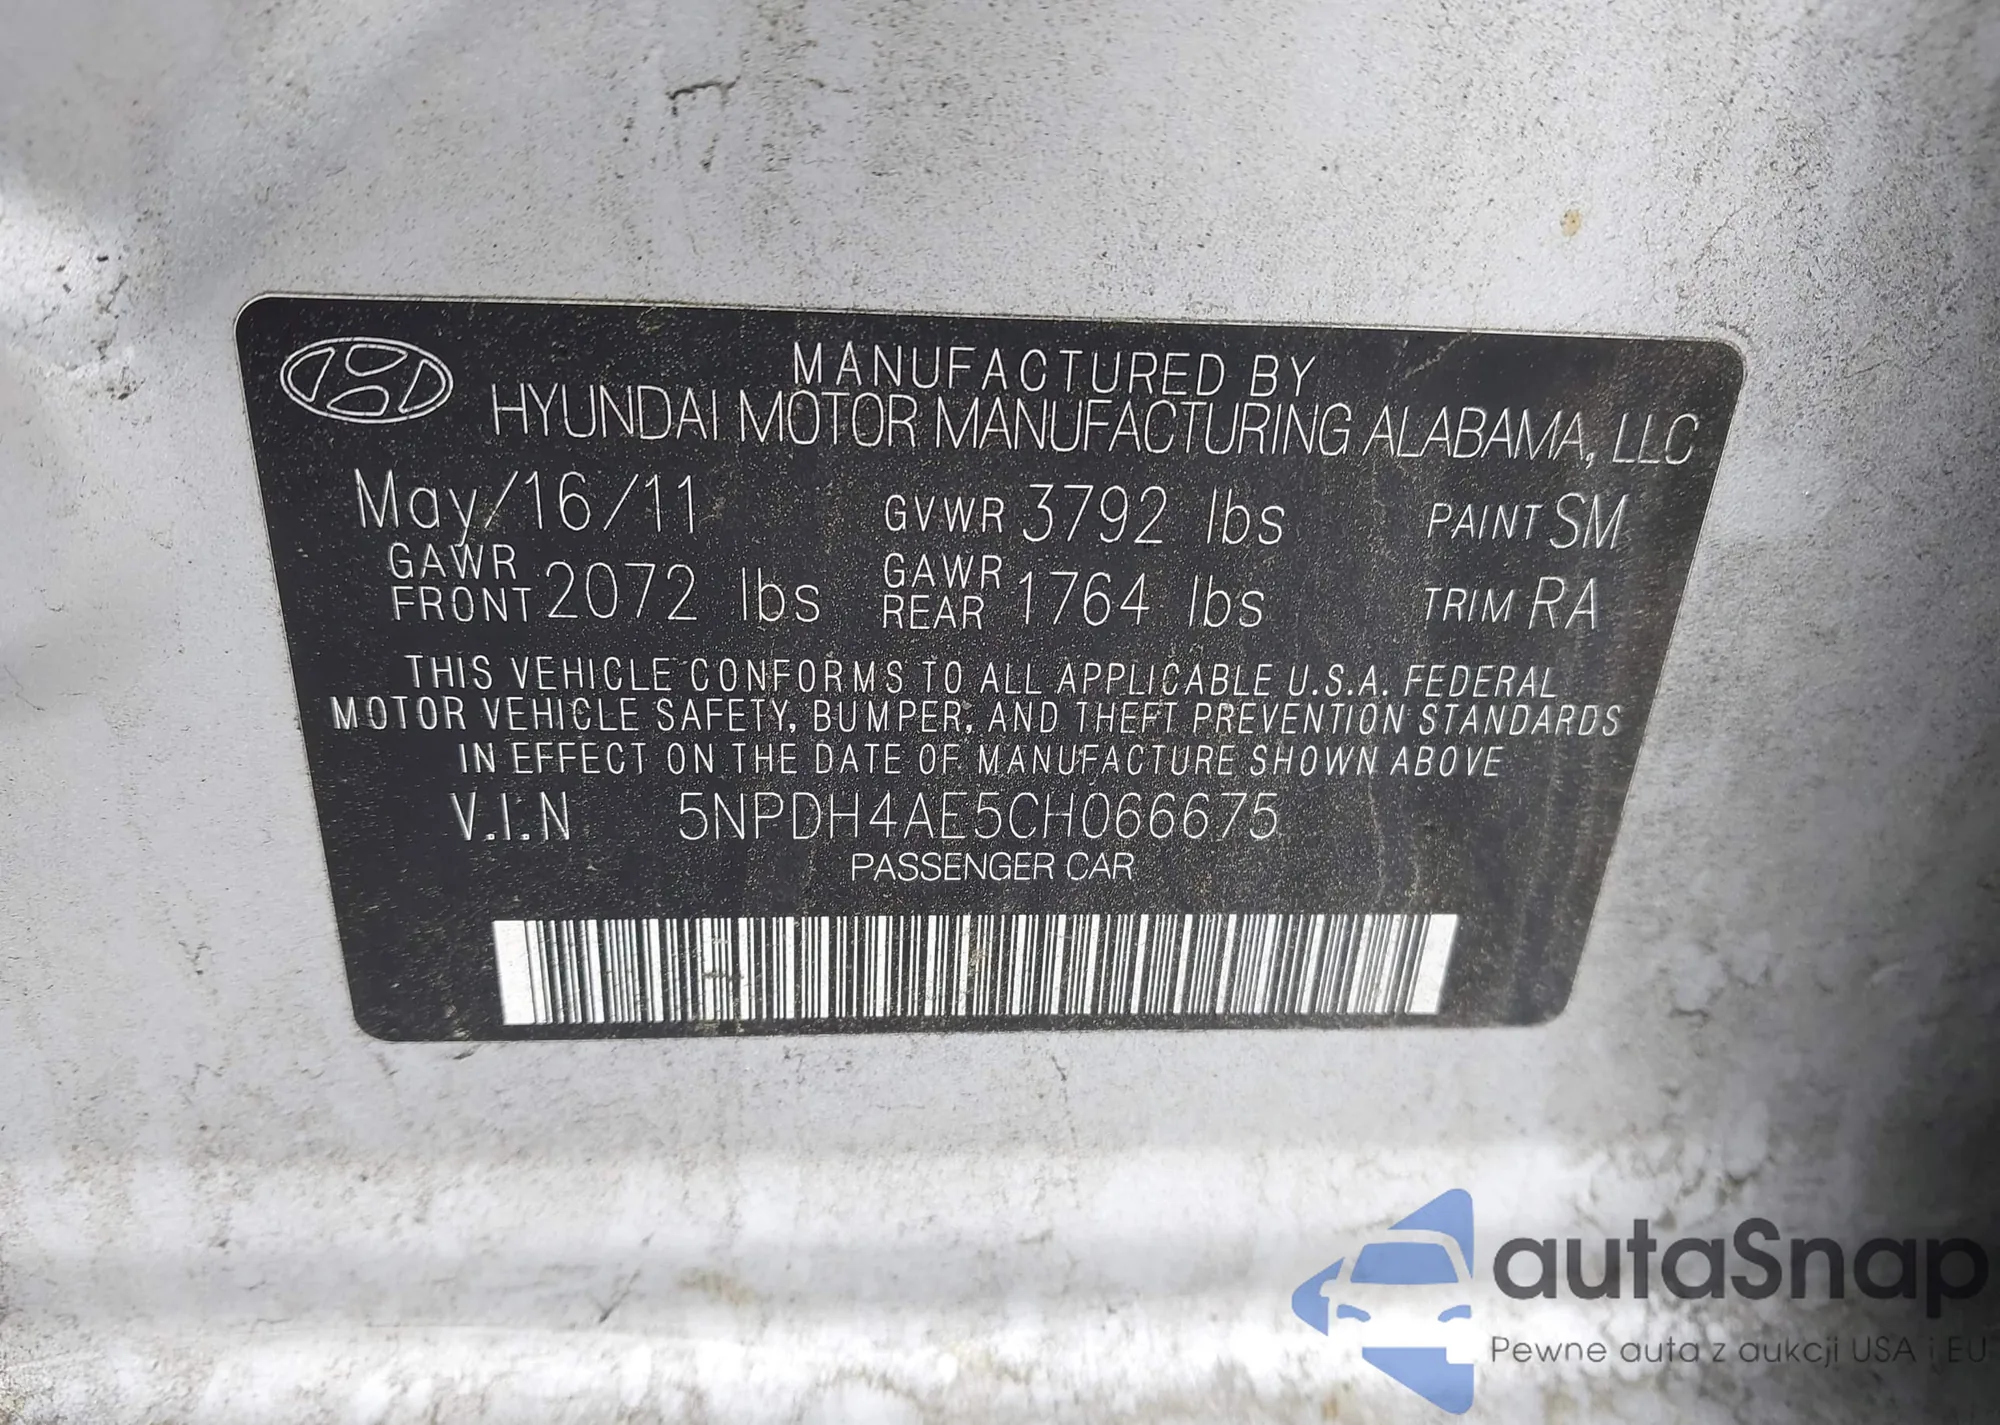 MANUFACTURED BY
HYUNDAI MOTOR MANUFACTURING ALABAMA, LLC
May/16/11 GVWR 3792 lbs PAINT SM
GAWR FRONT 2072 lbs GAWR REAR 1764 lbs TRIM RA
THIS VEHICLE CONFORMS TO ALL APPLICABLE U.S.A. FEDERAL
MOTOR VEHICLE SAFETY, BUMPER, AND THEFT PREVENTION STANDARDS
IN EFFECT ON THE DATE OF MANUFACTURE SHOWN ABOVE
V.I.N 5NPDH4AE5CH066675
PASSENGER CAR
autaSnap
Pewne auta z aukcji USA i EU